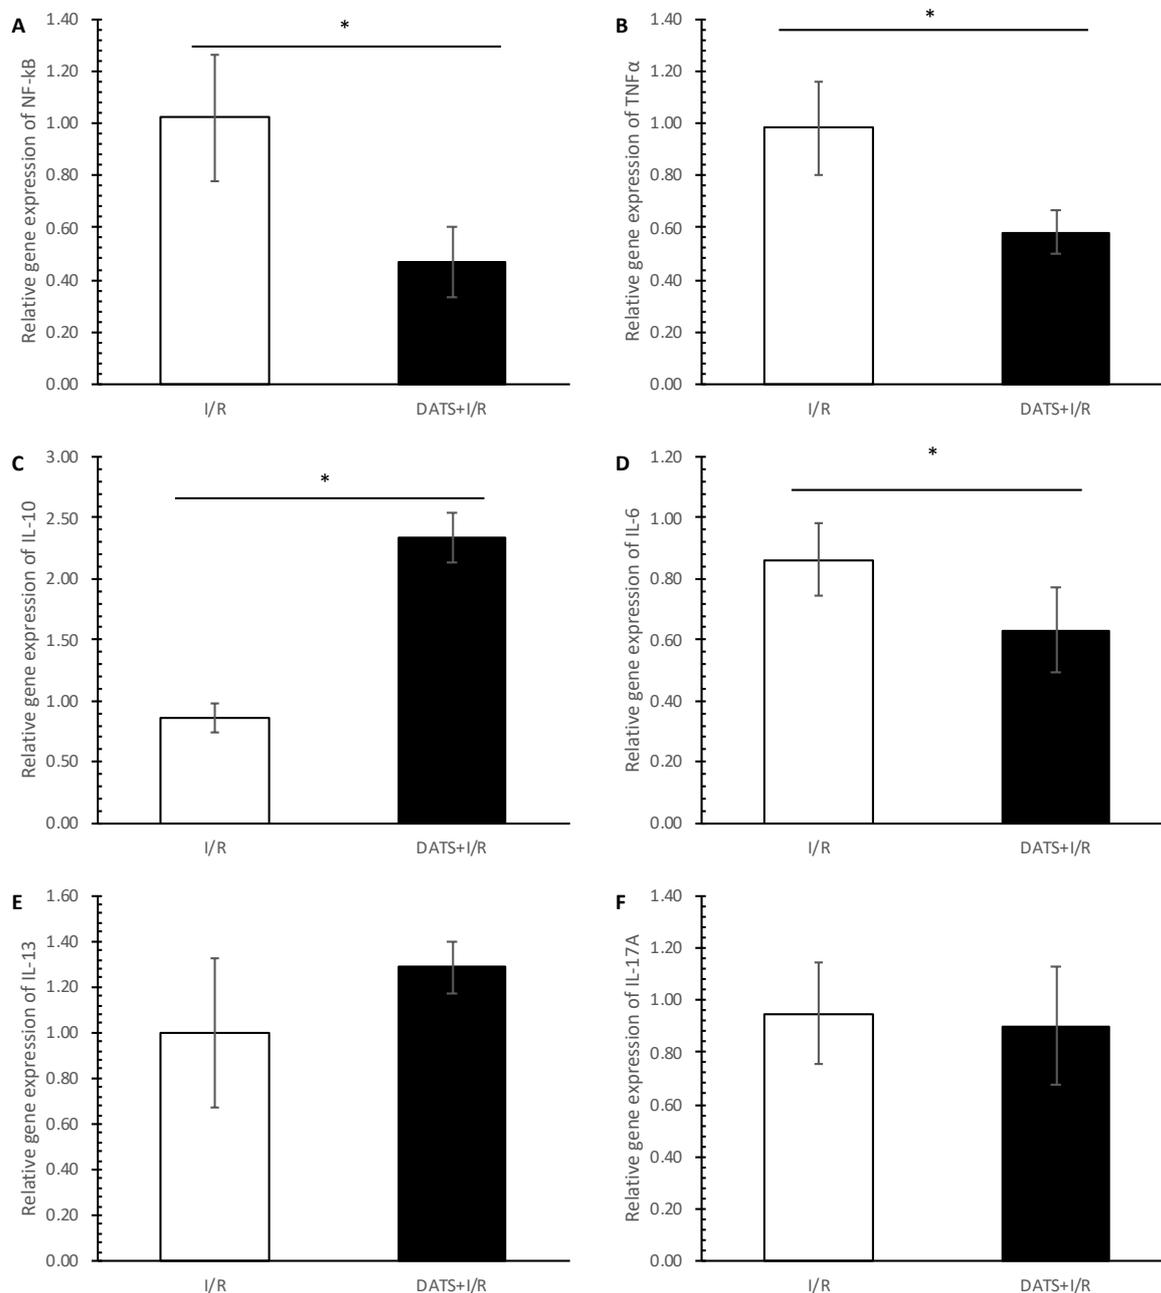 A
Relative gene expression of NF-kB
1.40
1.20
1.00
0.80
0.60
0.40
0.20
0.00
*
I/R
DATS+I/R
B
Relative gene expression of TNFα
1.40
1.20
1.00
0.80
0.60
0.40
0.20
0.00
*
I/R
DATS+I/R
C
Relative gene expression of IL-10
3.00
2.50
2.00
1.50
1.00
0.50
0.00
*
I/R
DATS+I/R
D
Relative gene expression of IL-6
1.20
1.00
0.80
0.60
0.40
0.20
0.00
*
I/R
DATS+I/R
E
Relative gene expression of IL-13
1.60
1.40
1.20
1.00
0.80
0.60
0.40
0.20
0.00
I/R
DATS+I/R
F
Relative gene expression of IL-17A
1.40
1.20
1.00
0.80
0.60
0.40
0.20
0.00
I/R
DATS+I/R